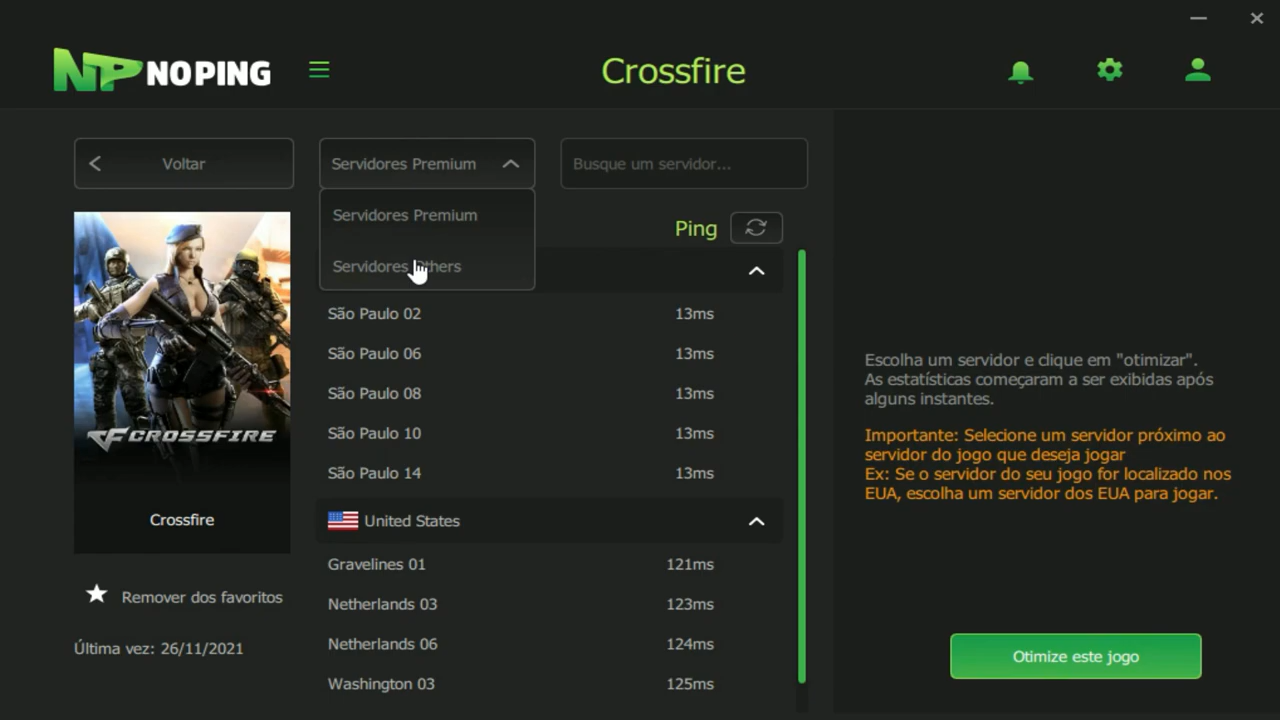 NP NOPING
Crossfire
Voltar
Servidores Premium
Busque um servidor...
Servidores Premium
Servidores Others
Ping
São Paulo 02 13ms
São Paulo 06 13ms
São Paulo 08 13ms
São Paulo 10 13ms
São Paulo 14 13ms
United States
Gravelines 01 121ms
Netherlands 03 123ms
Netherlands 06 124ms
Washington 03 125ms
CF CROSSFIRE
Crossfire
Remover dos favoritos
Última vez: 26/11/2021
Escolha um servidor e clique em "otimizar".
As estatísticas começaram a ser exibidas após
alguns instantes.
Importante: Selecione um servidor próximo ao
servidor do jogo que deseja jogar
Ex: Se o servidor do seu jogo for localizado nos
EUA, escolha um servidor dos EUA para jogar.
Otimize este jogo